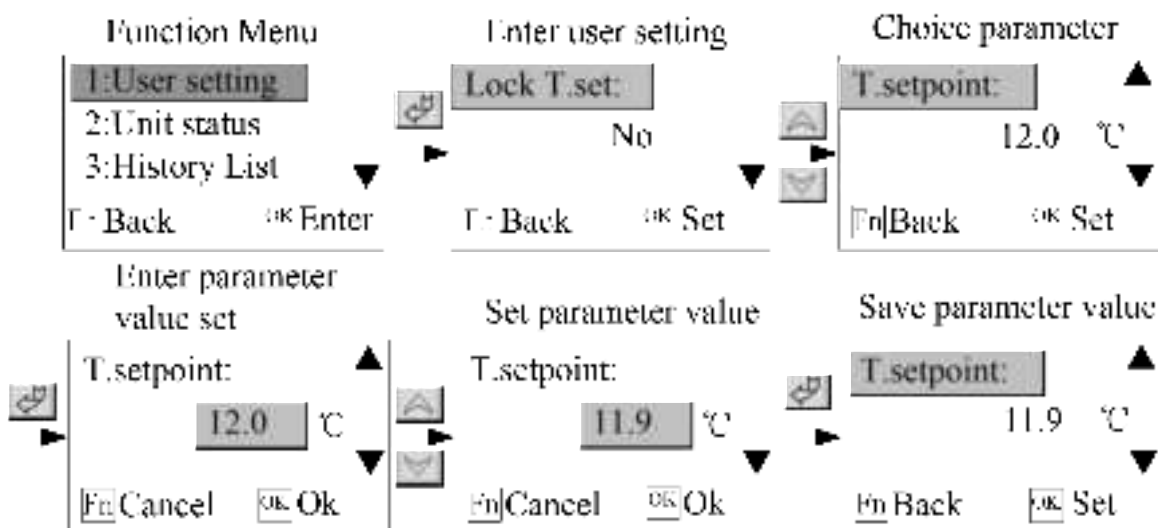 Function Menu
1:User setting
2:Unit status
3:History List
Back OK Enter
Enter user setting
Lock T.set:
No
Back OK Set
Choice parameter
T.setpoint:
12.0 ℃
Fn Back OK Set
Enter parameter
value set
T.setpoint:
12.0 ℃
Fn Cancel OK Ok
Set parameter value
T.setpoint:
11.9 ℃
Fn Cancel OK Ok
Save parameter value
T.setpoint:
11.9 ℃
Fn Back OK Set